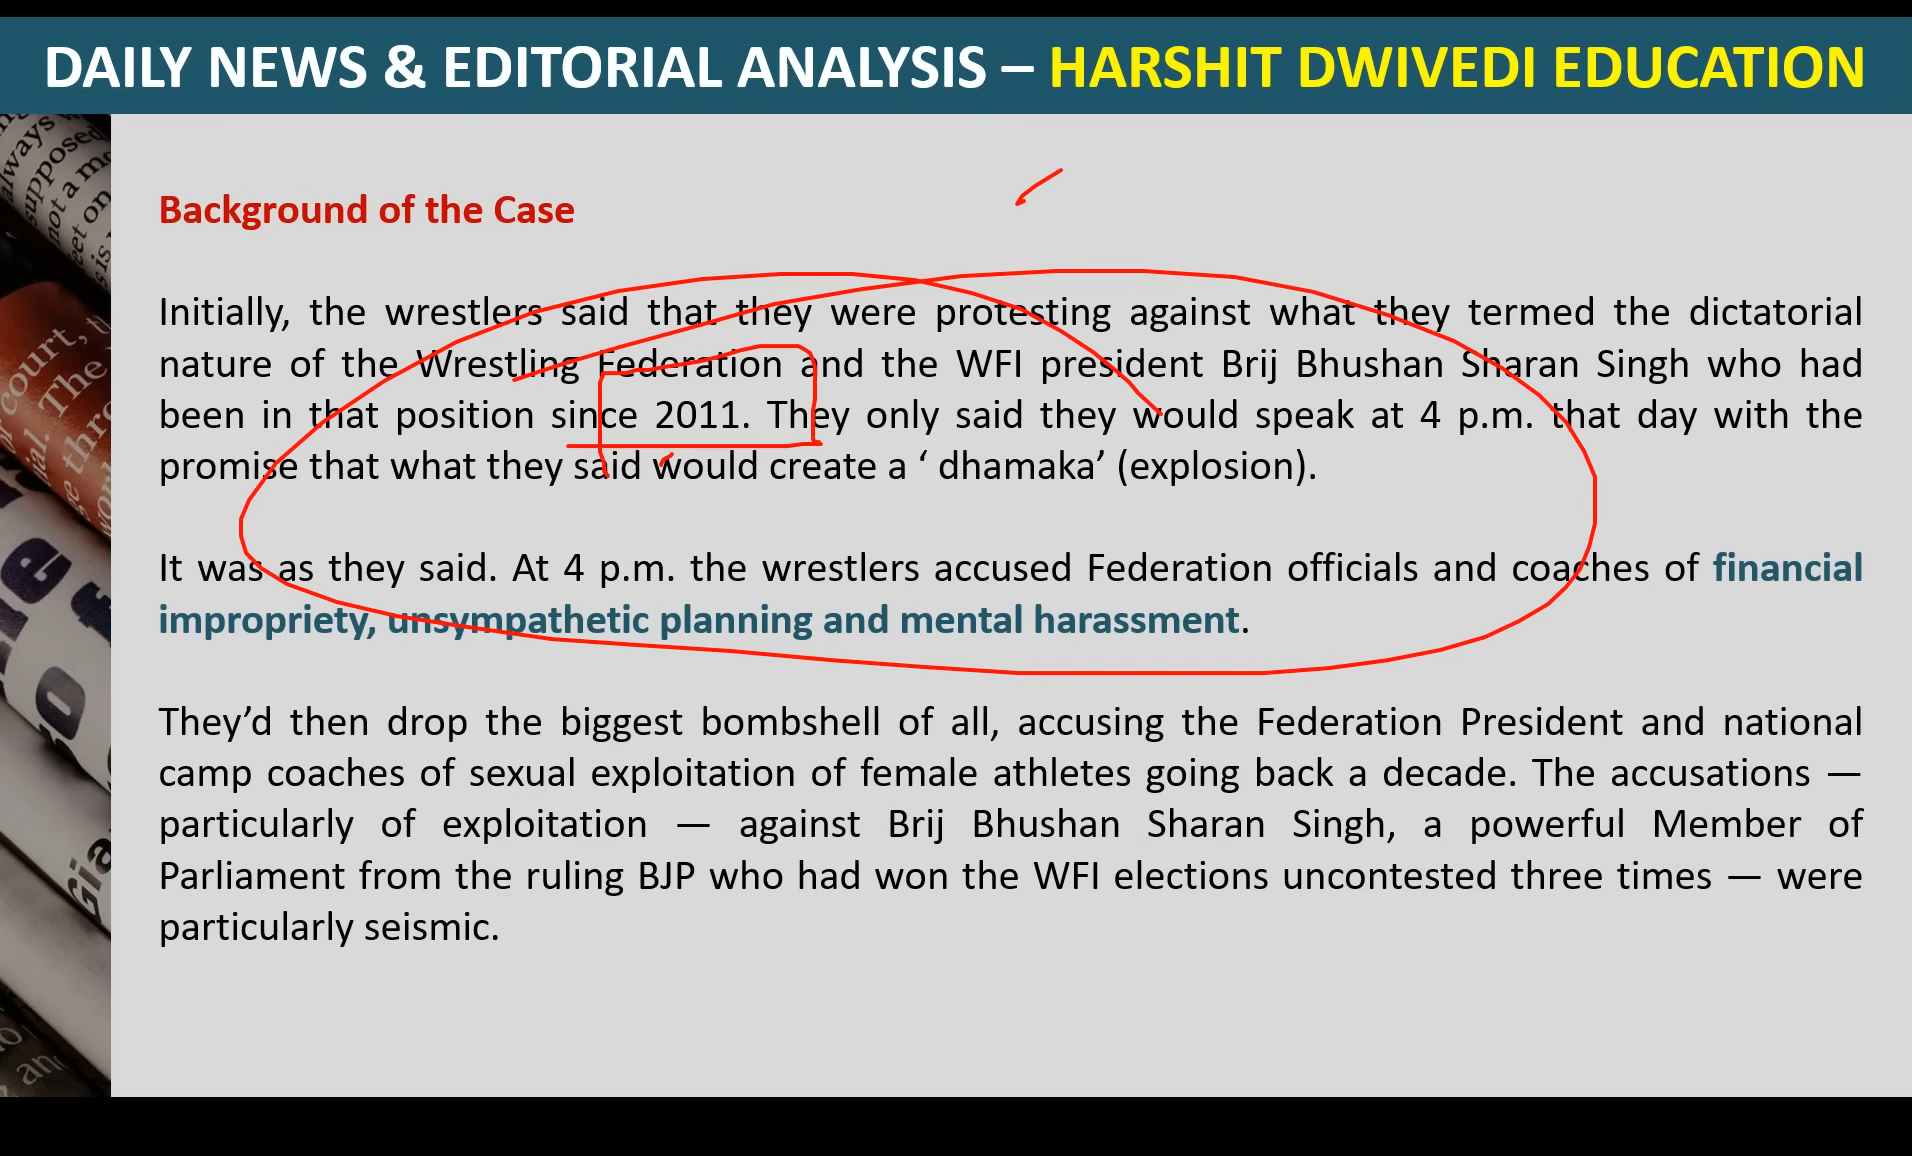 DAILY NEWS & EDITORIAL ANALYSIS – HARSHIT DWIVEDI EDUCATION
Background of the Case
Initially, the wrestlers said that they were protesting against what they termed the dictatorial
nature of the Wrestling Federation and the WFI president Brij Bhushan Sharan Singh who had
been in that position since 2011. They only said they would speak at 4 p.m. that day with the
promise that what they said would create a ‘ dhamaka’ (explosion).
It was as they said. At 4 p.m. the wrestlers accused Federation officials and coaches of financial
impropriety, unsympathetic planning and mental harassment.
They’d then drop the biggest bombshell of all, accusing the Federation President and national
camp coaches of sexual exploitation of female athletes going back a decade. The accusations —
particularly of exploitation — against Brij Bhushan Sharan Singh, a powerful Member of
Parliament from the ruling BJP who had won the WFI elections uncontested three times — were
particularly seismic.
always
supposed
not a
court,
The